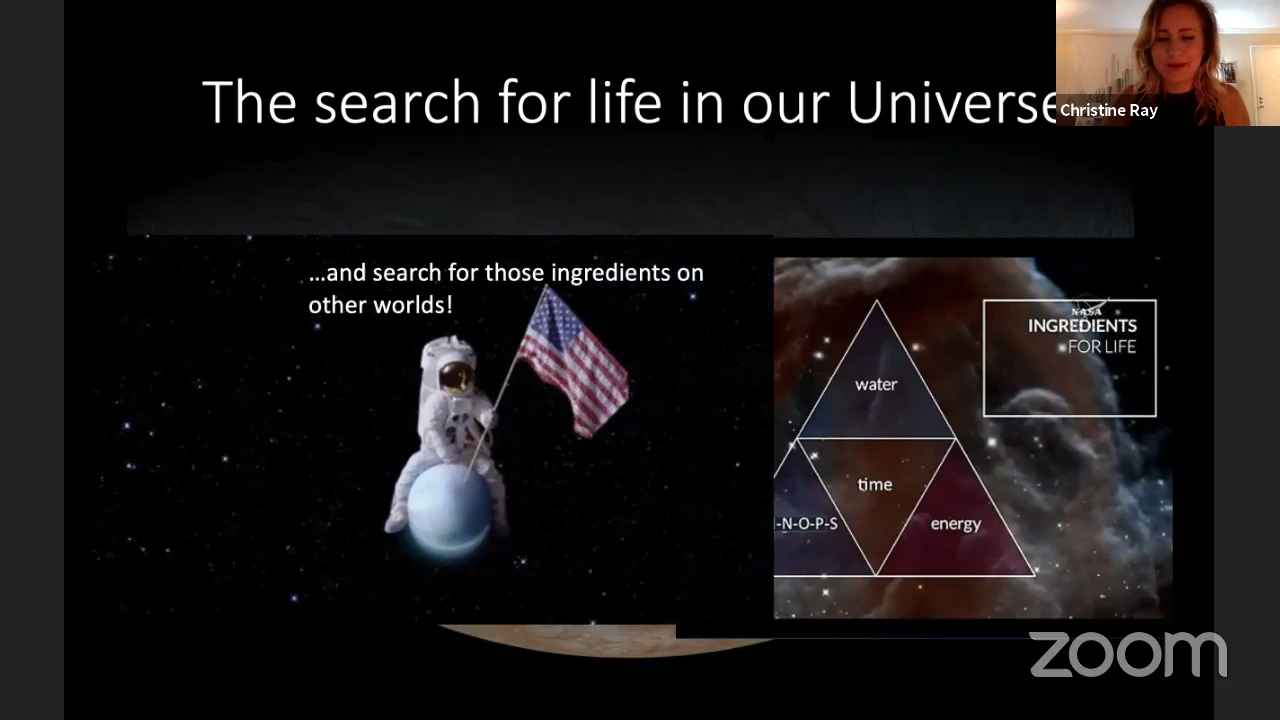 The search for life in our Universe
Christine Ray
...and search for those ingredients on
other worlds!
NASA
INGREDIENTS
FOR LIFE
water
time
-N-O-P-S
energy
zoom